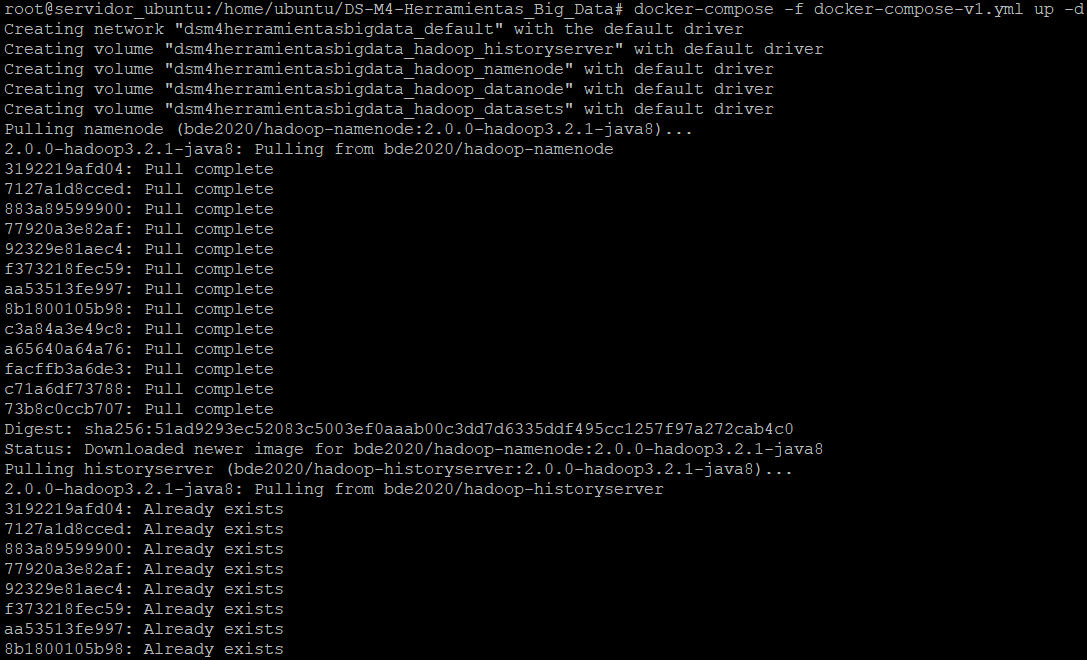 root@servidor_ubuntu:/home/ubuntu/DS-M4-Herramientas_Big_Data# docker-compose -f docker-compose-v1.yml up -d
Creating network "dsm4herramientasbigdata_default" with the default driver
Creating volume "dsm4herramientasbigdata_hadoop_historyserver" with default driver
Creating volume "dsm4herramientasbigdata_hadoop_namenode" with default driver
Creating volume "dsm4herramientasbigdata_hadoop_datanode" with default driver
Creating volume "dsm4herramientasbigdata_hadoop_datasets" with default driver
Pulling namenode (bde2020/hadoop-namenode:2.0.0-hadoop3.2.1-java8)...
2.0.0-hadoop3.2.1-java8: Pulling from bde2020/hadoop-namenode
3192219afd04: Pull complete
7127a1d8cced: Pull complete
883a89599900: Pull complete
77920a3e82af: Pull complete
92329e81aec4: Pull complete
f373218fec59: Pull complete
aa53513fe997: Pull complete
8b1800105b98: Pull complete
c3a84a3e49c8: Pull complete
a65640a64a76: Pull complete
facffb3a6de3: Pull complete
c71a6df73788: Pull complete
73b8c0ccb707: Pull complete
Digest: sha256:51ad9293ec52083c5003ef0aaab00c3dd7d6335ddf495cc1257f97a272cab4c0
Status: Downloaded newer image for bde2020/hadoop-namenode:2.0.0-hadoop3.2.1-java8
Pulling historyserver (bde2020/hadoop-historyserver:2.0.0-hadoop3.2.1-java8)...
2.0.0-hadoop3.2.1-java8: Pulling from bde2020/hadoop-historyserver
3192219afd04: Already exists
7127a1d8cced: Already exists
883a89599900: Already exists
77920a3e82af: Already exists
92329e81aec4: Already exists
f373218fec59: Already exists
aa53513fe997: Already exists
8b1800105b98: Already exists